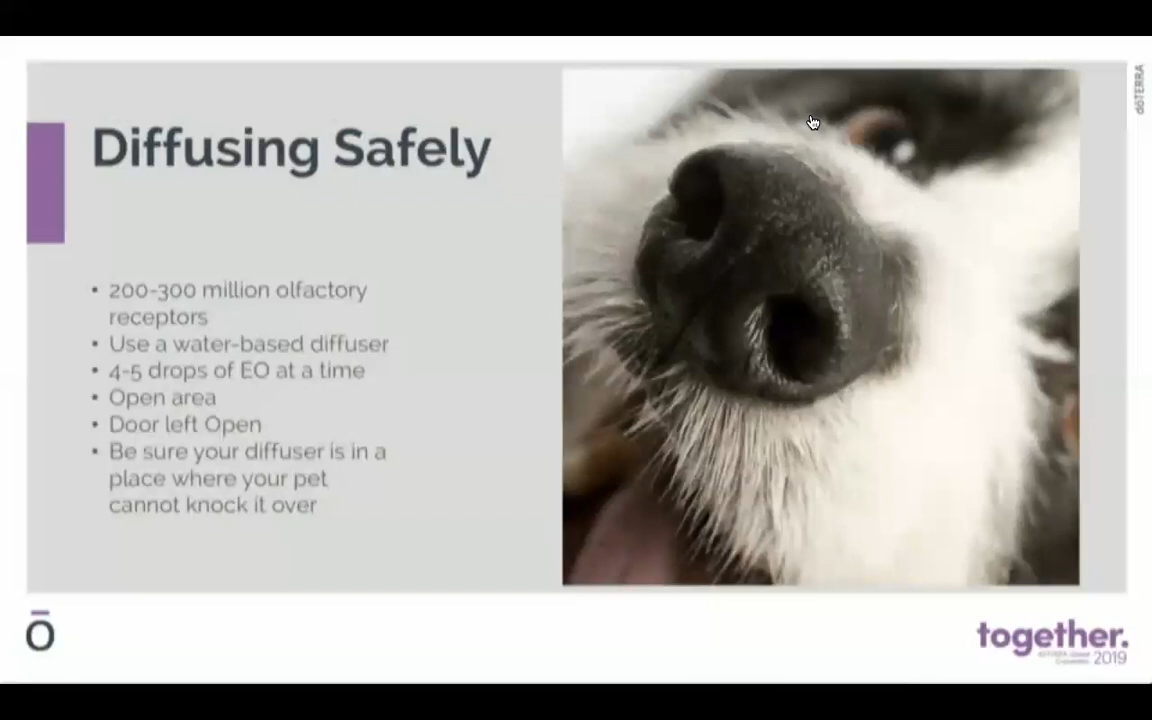 dōTERRA
Diffusing Safely
• 200-300 million olfactory
receptors
• Use a water-based diffuser
• 4-5 drops of EO at a time
• Open area
• Door left Open
• Be sure your diffuser is in a
place where your pet
cannot knock it over
Ō
together.
2019